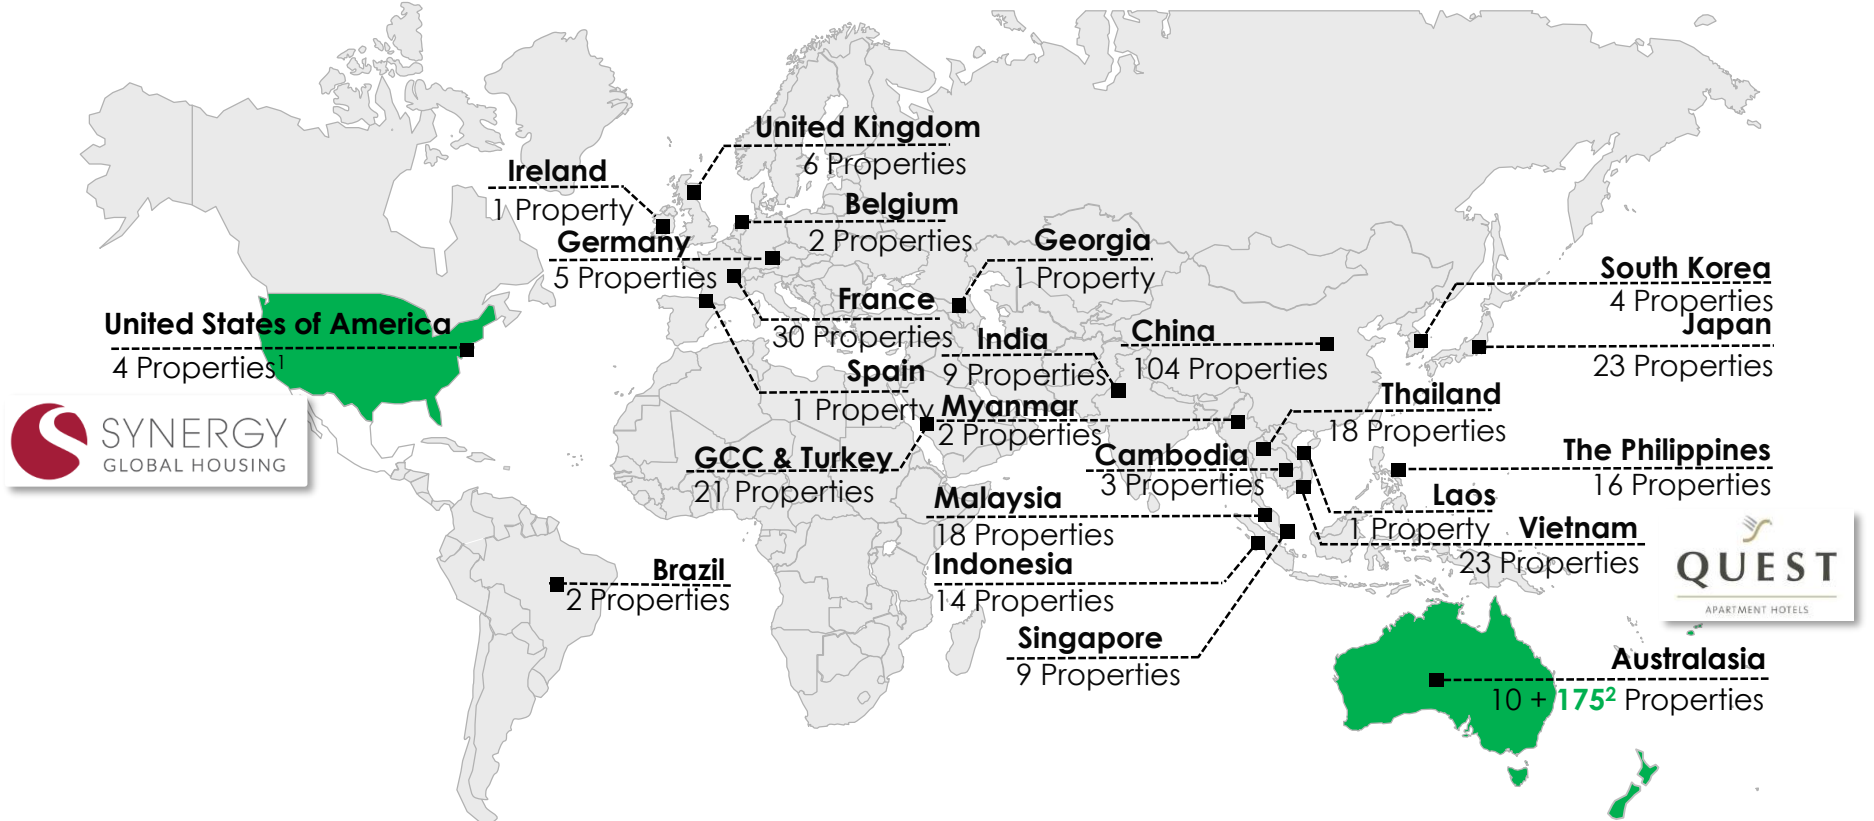 United Kingdom
6 Properties
Ireland
1 Property
Belgium
2 Properties
Germany
5 Properties
Georgia
1 Property
South Korea
4 Properties
France
30 Properties
United States of America
4 Properties¹
India
9 Properties
China
104 Properties
Japan
23 Properties
Spain
1 Property
Myanmar
2 Properties
Thailand
18 Properties
SYNERGY
GLOBAL HOUSING
GCC & Turkey
21 Properties
Cambodia
3 Properties
The Philippines
16 Properties
Malaysia
18 Properties
Laos
1 Property
Vietnam
23 Properties
Indonesia
14 Properties
Brazil
2 Properties
QUEST
APARTMENT HOTELS
Singapore
9 Properties
Australasia
10 + 175² Properties